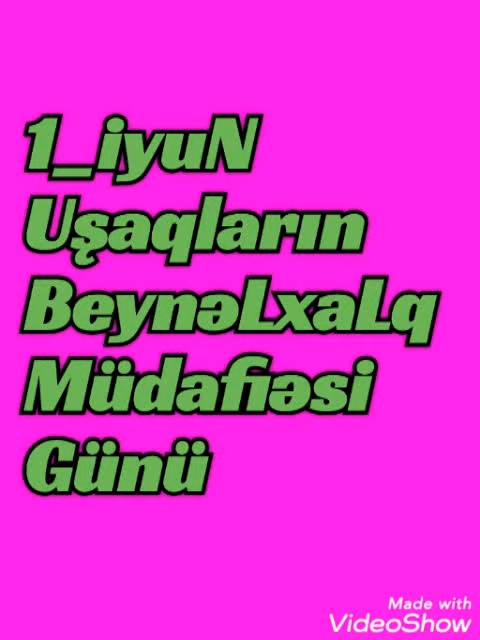 1_iyuN
Uşaqların
BeynəLxaLq
Müdafiəsi
Günü
Made with
VideoShow